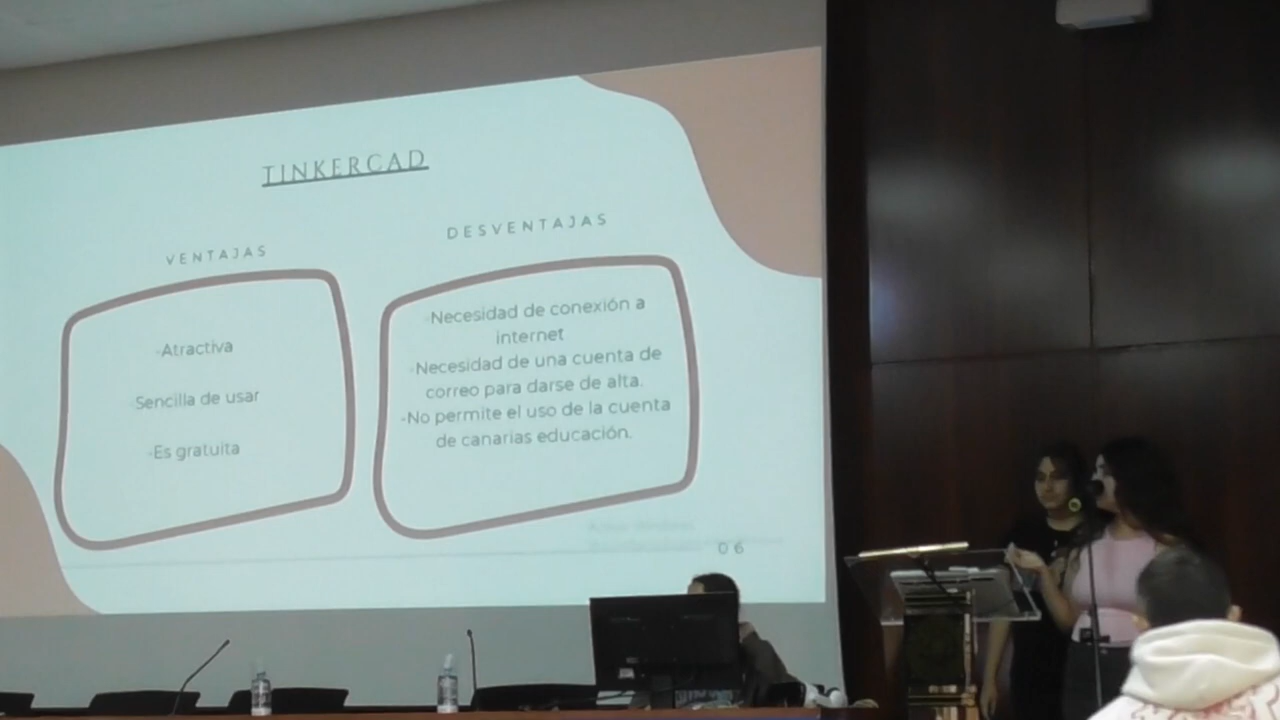 TINKERCAD
VENTAJAS
-Atractiva
-Sencilla de usar
-Es gratuita
DESVENTAJAS
-Necesidad de conexión a
internet
-Necesidad de una cuenta de
correo para darse de alta.
-No permite el uso de la cuenta
de canarias educación.
06